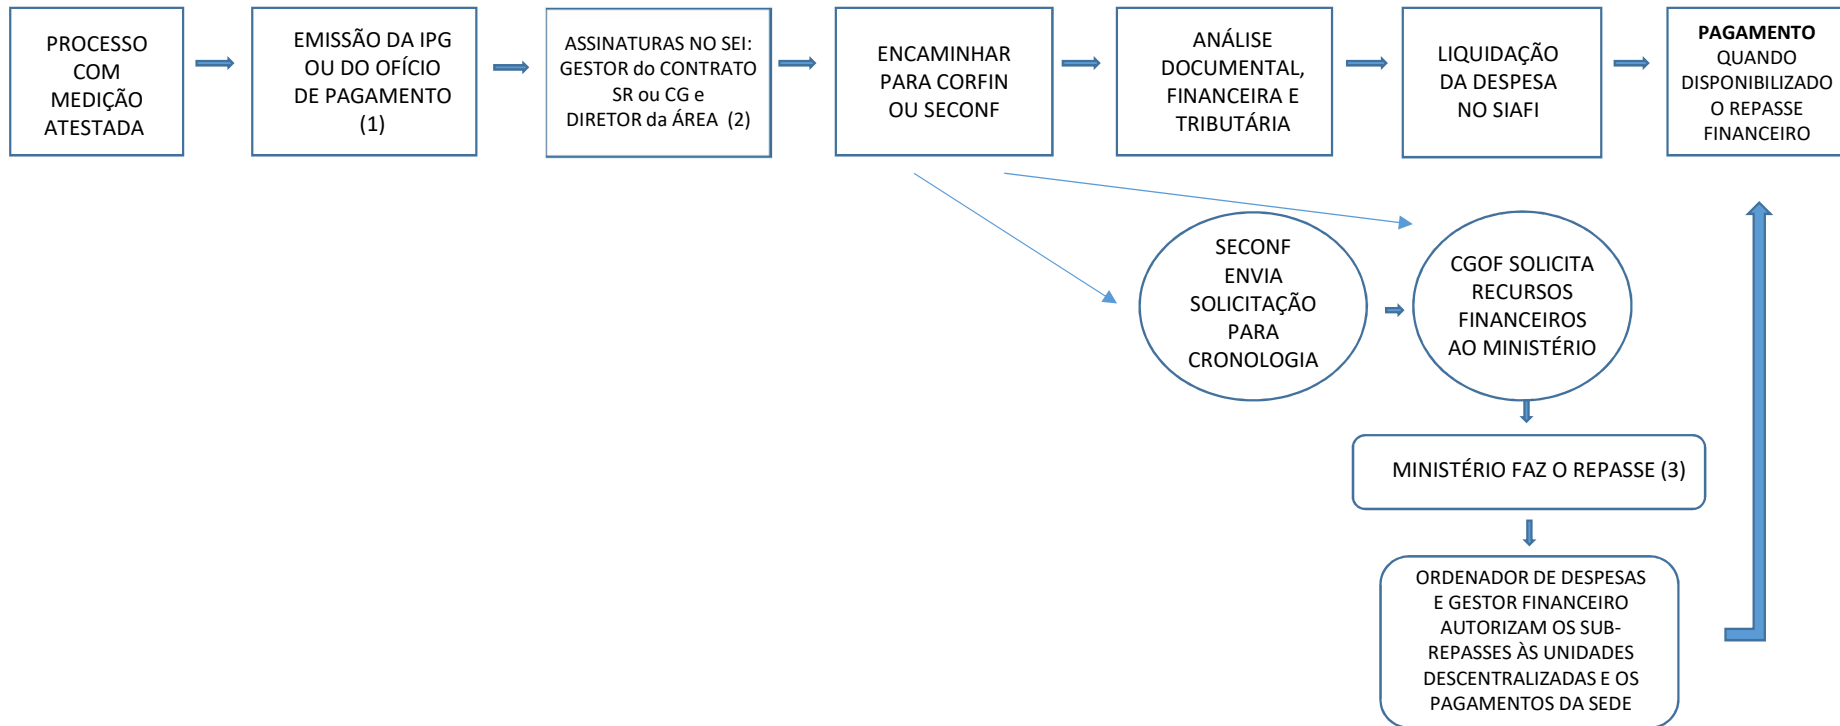 PROCESSO
COM
MEDIÇÃO
ATESTADA
EMISSÃO DA IPG
OU DO OFÍCIO
DE PAGAMENTO
(1)
ASSINATURAS NO SEI:
GESTOR do CONTRATO
SR ou CG e
DIRETOR da ÁREA (2)
ENCAMINHAR
PARA CORFIN
OU SECONF
ANÁLISE
DOCUMENTAL,
FINANCEIRA E
TRIBUTÁRIA
LIQUIDAÇÃO
DA DESPESA
NO SIAFI
PAGAMENTO
QUANDO
DISPONIBILIZADO
O REPASSE
FINANCEIRO
SECONF
ENVIA
SOLICITAÇÃO
PARA
CRONOLOGIA
CGOF SOLICITA
RECURSOS
FINANCEIROS
AO MINISTÉRIO
MINISTÉRIO FAZ O REPASSE (3)
ORDENADOR DE DESPESAS
E GESTOR FINANCEIRO
AUTORIZAM OS SUB-
REPASSES ÀS UNIDADES
DESCENTRALIZADAS E OS
PAGAMENTOS DA SEDE